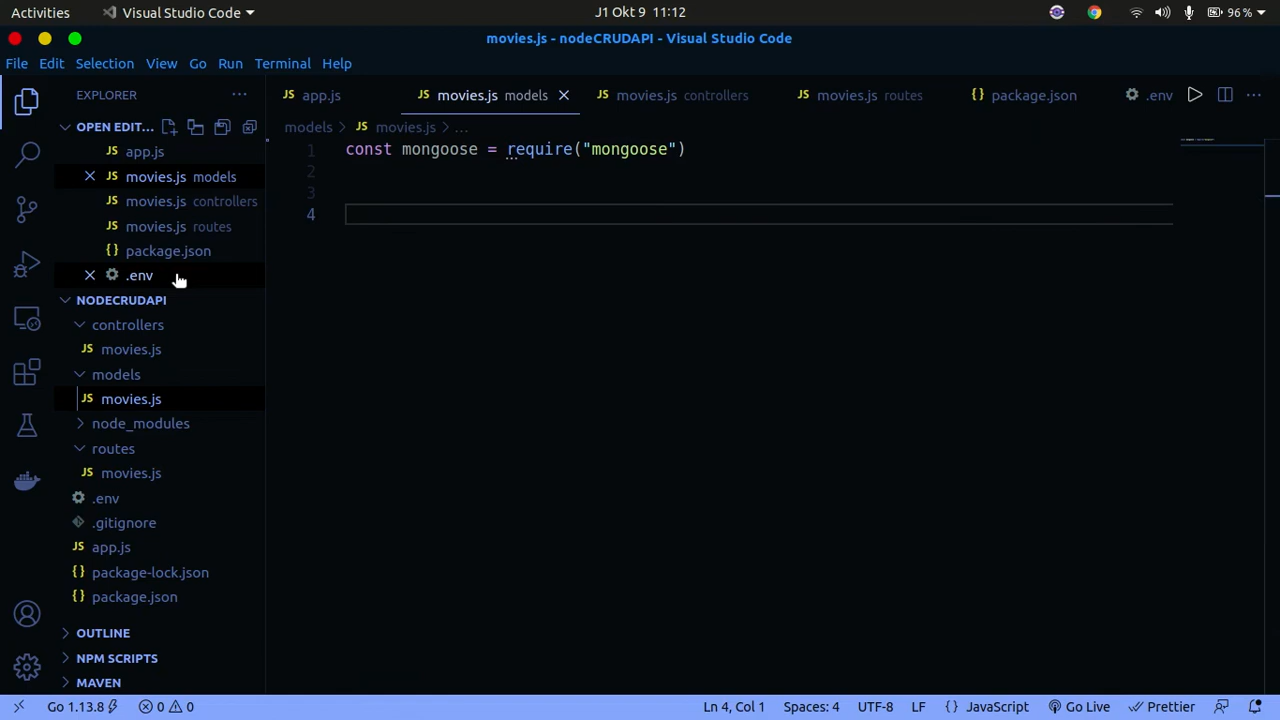 Activities Visual Studio Code J1 Okt 9 11:12 96 %
movies.js - nodeCRUDAPI - Visual Studio Code
File Edit Selection View Go Run Terminal Help
EXPLORER ...
app.js movies.js models movies.js controllers movies.js routes package.json .env
OPEN EDIT...
models movies.js ...
app.js
movies.js models
movies.js controllers
movies.js routes
package.json
.env
NODECRUDAPI
controllers
movies.js
models
movies.js
node_modules
routes
movies.js
.env
.gitignore
app.js
package-lock.json
package.json
OUTLINE
NPM SCRIPTS
MAVEN
1 const mongoose = require("mongoose")
2
3
4
Go 1.13.8 0 0 Ln 4, Col 1 Spaces: 4 UTF-8 LF JavaScript Go Live Prettier